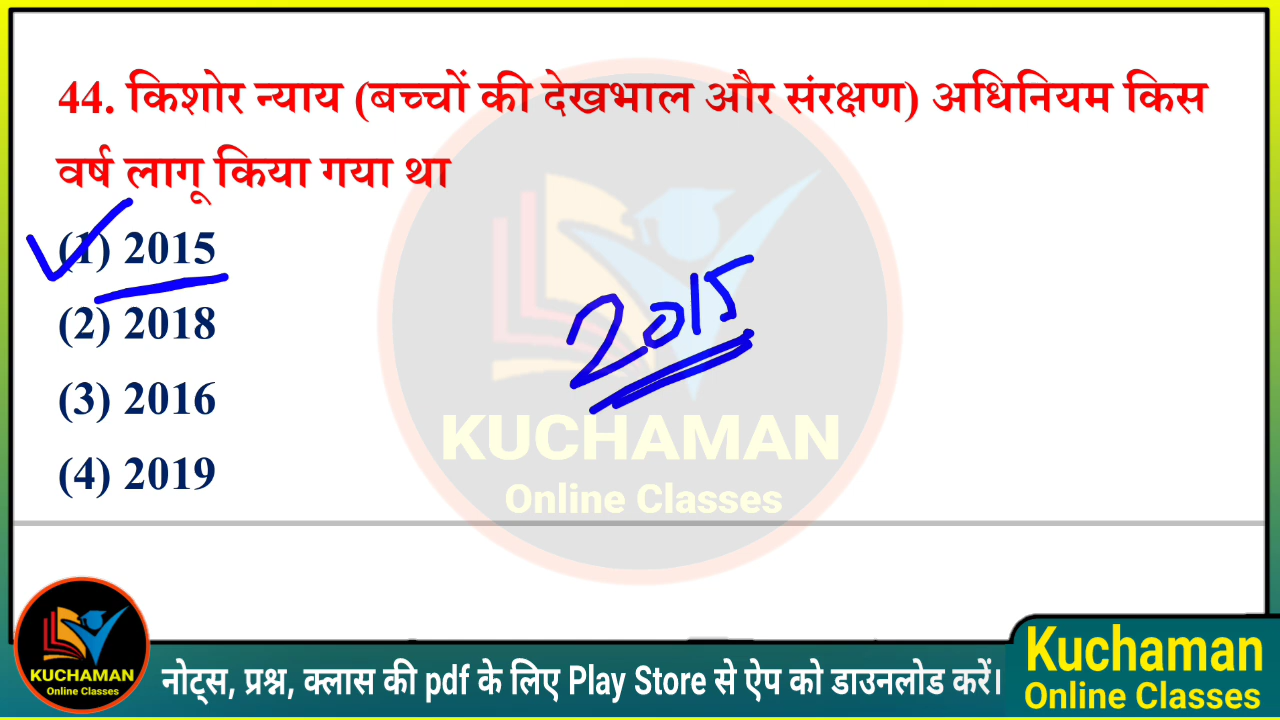 44. किशोर न्याय (बच्चों की देखभाल और संरक्षण) अधिनियम किस
वर्ष लागू किया गया था
(1) 2015
(2) 2018
(3) 2016
(4) 2019
2015
KUCHAMAN
Online Classes
KUCHAMAN
Online Classes
नोट्स, प्रश्न, क्लास की pdf के लिए Play Store से ऐप को डाउनलोड करें।
Kuchaman
Online Classes